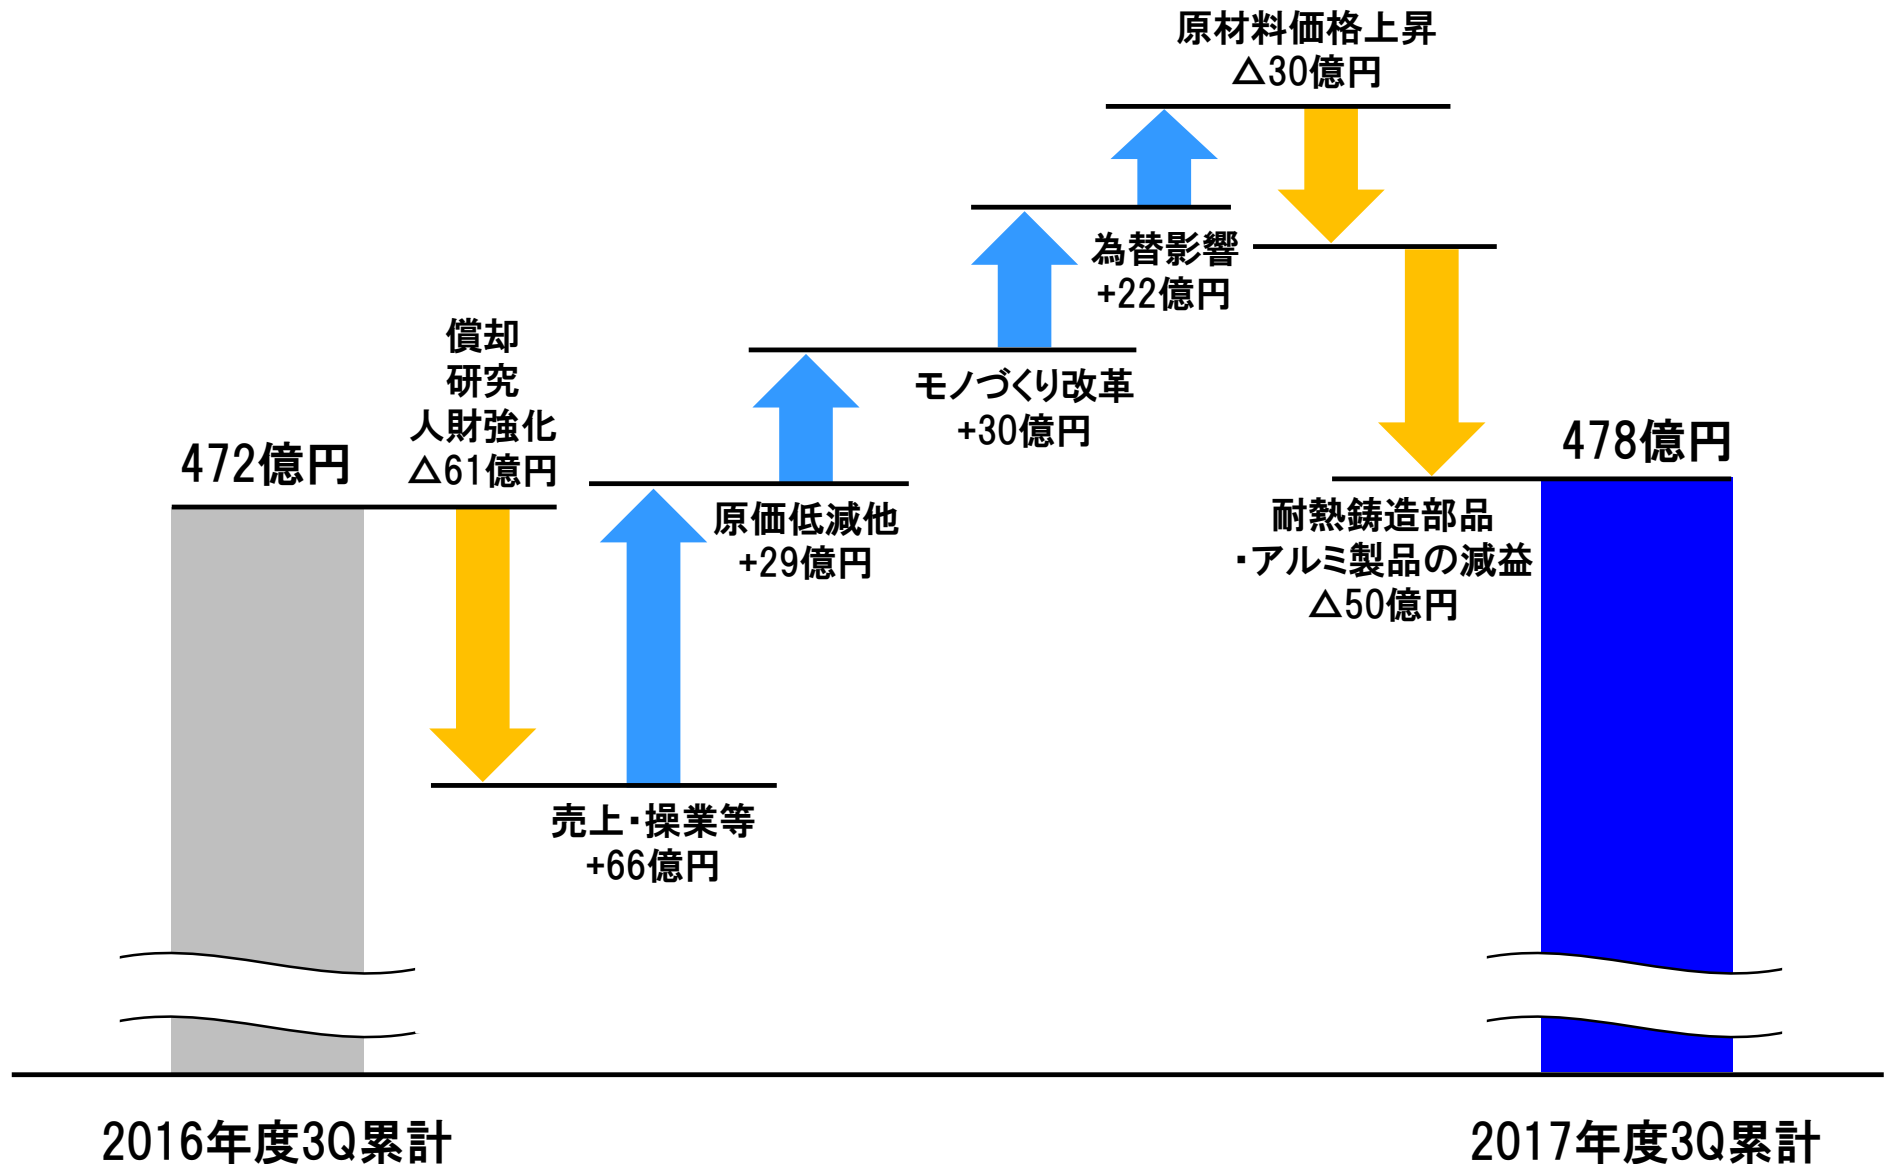 原材料価格上昇
△30億円
為替影響
+22億円
償却
研究
人財強化
△61億円
モノづくり改革
+30億円
472億円
478億円
原価低減他
+29億円
耐熱鋳造部品
・アルミ製品の減益
△50億円
売上・操業等
+66億円
2016年度3Q累計
2017年度3Q累計